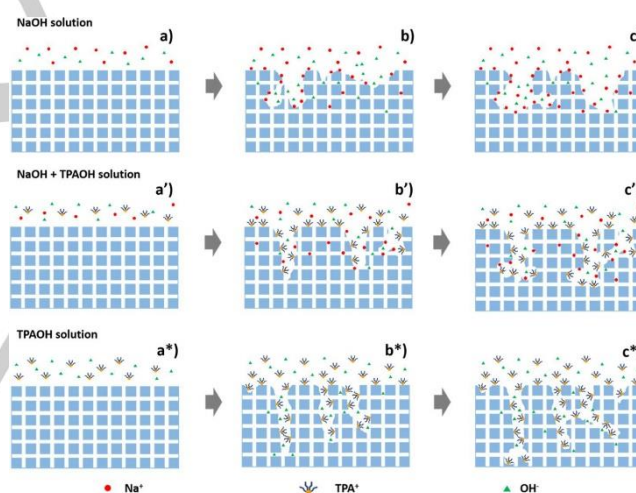 NaOH solution
a)
b)
c
NaOH + TPAOH solution
a’)
b’)
c’
TPAOH solution
a*)
b*)
c*
Na⁺
TPA⁺
OH⁻